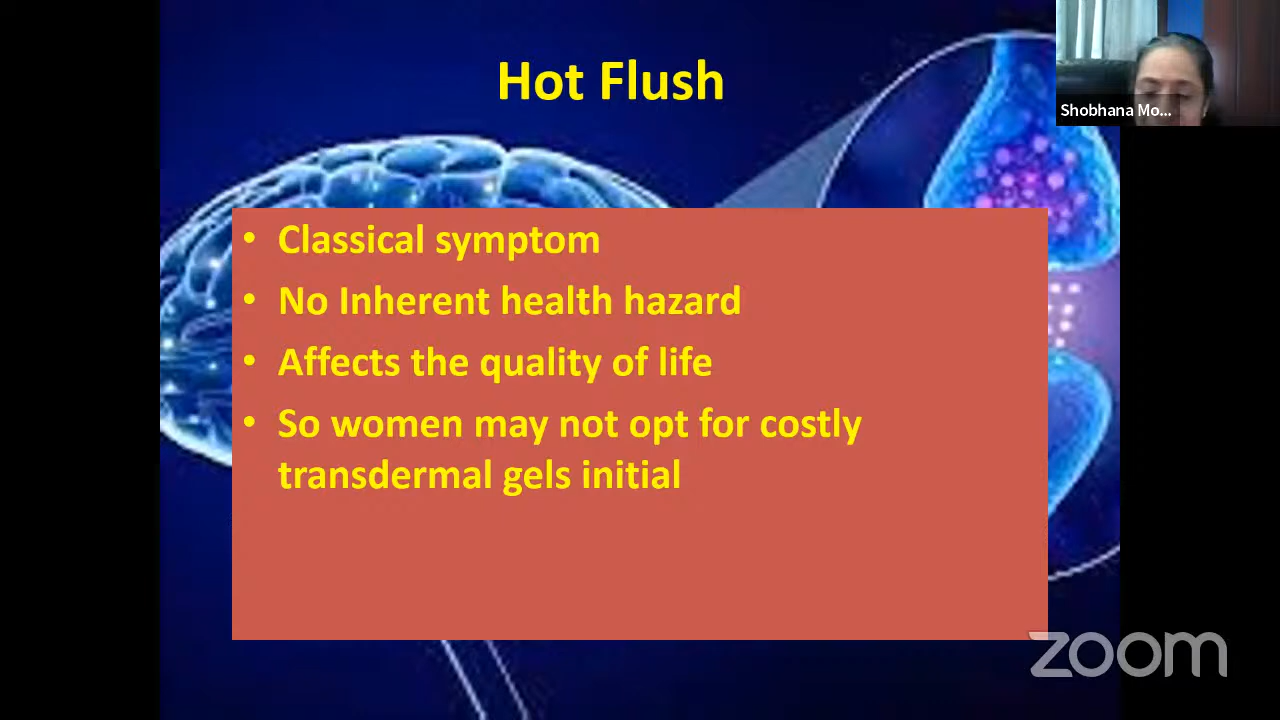 Hot Flush
Shobhana Mo...
• Classical symptom
• No Inherent health hazard
• Affects the quality of life
• So women may not opt for costly
transdermal gels initial
zoom